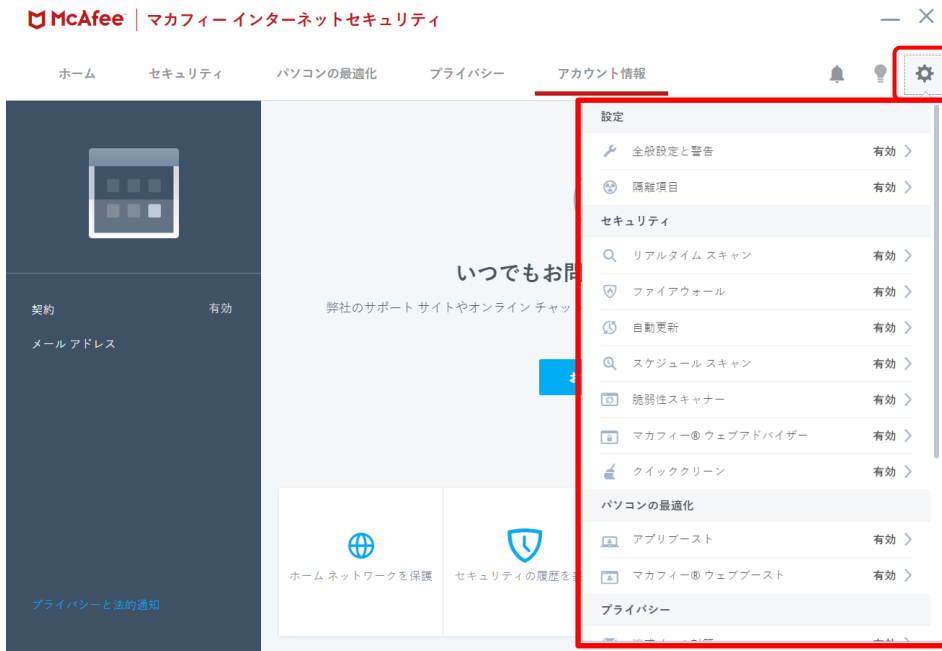 McAfee マカフィー インターネットセキュリティ
ホーム セキュリティ パソコンの最適化 プライバシー アカウント情報
設定
全般設定と警告 有効
隔離項目 有効
セキュリティ
リアルタイム スキャン 有効
ファイアウォール 有効
自動更新 有効
スケジュール スキャン 有効
脆弱性スキャナー 有効
マカフィー® ウェブアドバイザー 有効
クイッククリーン 有効
パソコンの最適化
アプリブースト 有効
マカフィー® ウェブブースト 有効
プライバシー
契約 有効
メール アドレス
プライバシーと法的通知
いつでもお問
弊社のサポート サイトやオンライン チャッ
お
ホーム ネットワークを保護
セキュリティの履歴を